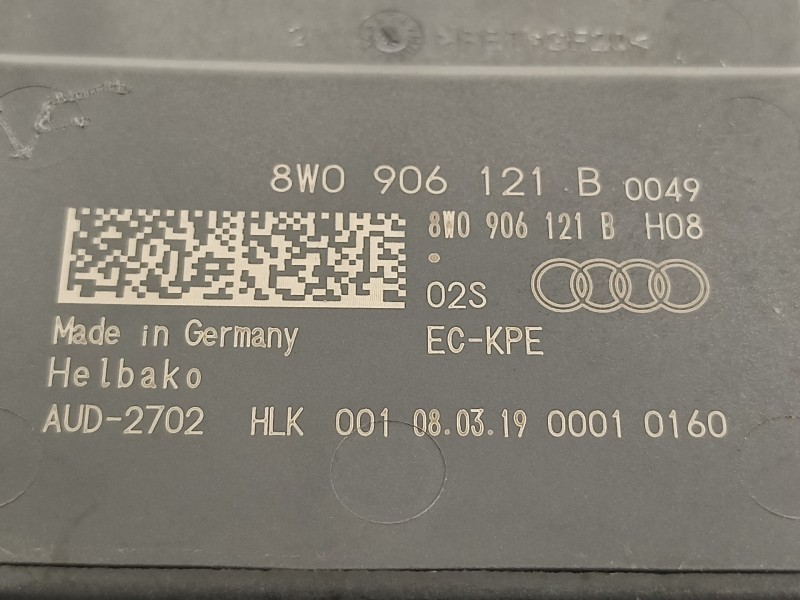 8W0 906 121 B 0049
8W0 906 121 B H08
02S
Made in Germany EC-KPE
Helbako
AUD-2702 HLK 001 08.03.19 0001 0160